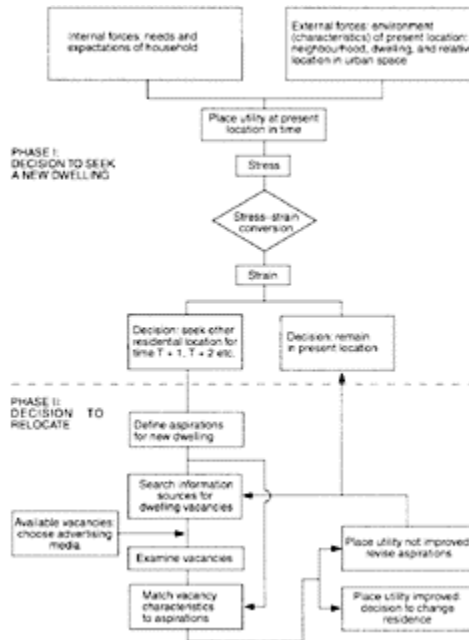 Internal forces: needs and
expectations of household
External forces: environment
(characteristics) of present location:
neighbourhood, dwelling, and relative
location in urban space
Place utility at present
location in time
PHASE I:
DECISION TO SEEK
A NEW DWELLING
Stress
Stress–strain
conversion
Strain
Decision: seek other
residential location for
time T + 1, T + 2 etc.
Decision: remain
in present location
PHASE II:
DECISION TO
RELOCATE
Define aspirations
for new dwelling
Search information
sources for
dwelling vacancies
Available vacancies:
choose advertising
media
Examine vacancies
Place utility not improved:
revise aspirations
Match vacancy
characteristics
to aspirations
Place utility improved:
decision to change
residence